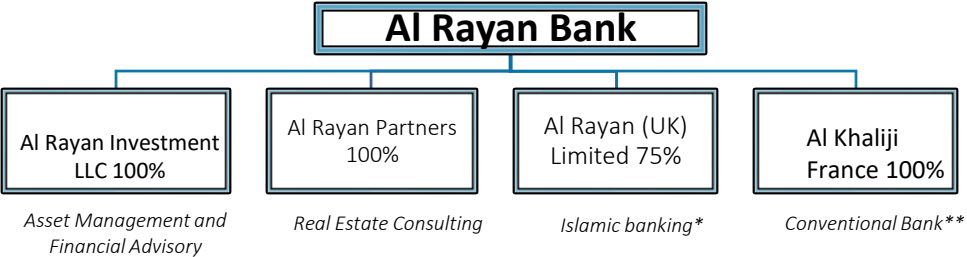 Al Rayan Bank
Al Rayan Investment
LLC 100%
Al Rayan Partners
100%
Al Rayan (UK)
Limited 75%
Al Khaliji
France 100%
Asset Management and
Financial Advisory
Real Estate Consulting
Islamic banking*
Conventional Bank**